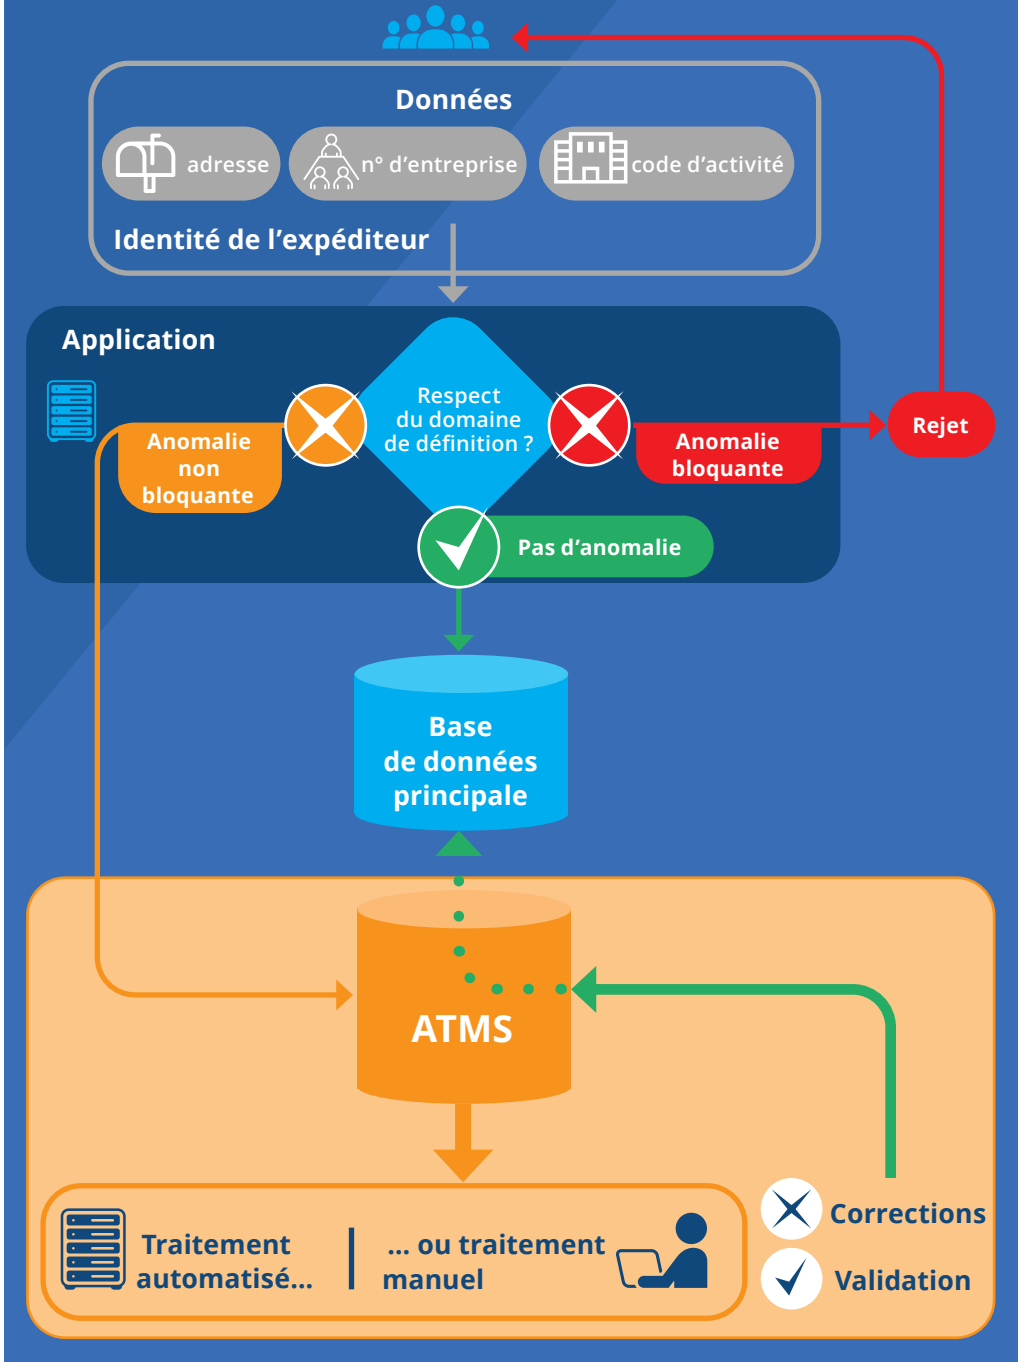 Données
adresse
n° d’entreprise
code d’activité
Identité de l’expéditeur
Application
Respect
du domaine
de définition ?
Anomalie
non
bloquante
Anomalie
bloquante
Rejet
Pas d’anomalie
Base
de données
principale
ATMS
Traitement
automatisé...
... ou traitement
manuel
Corrections
Validation